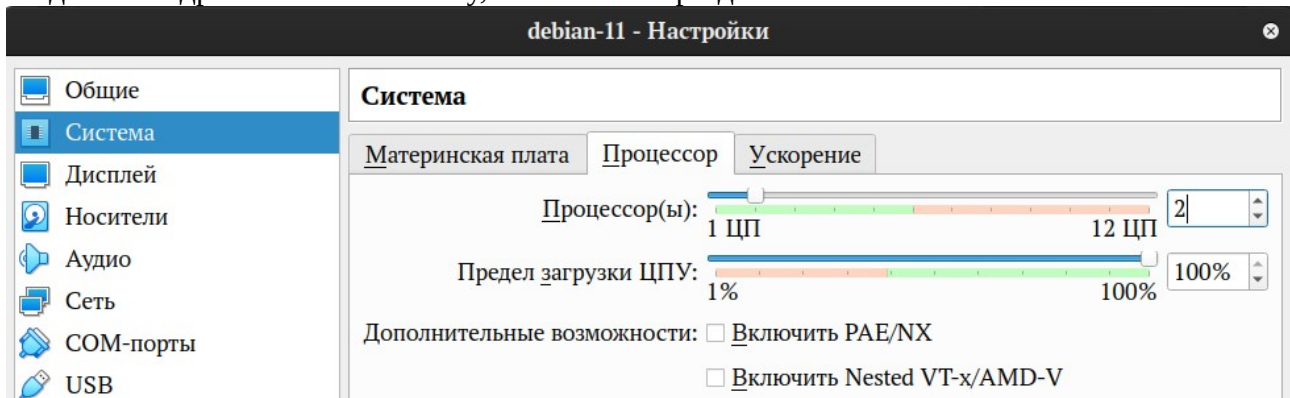 debian-11 - Настройки
Общие
Система
Дисплей
Носители
Аудио
Сеть
COM-порты
USB
Система
Материнская плата Процессор Ускорение
Процессор(ы): 2
1 ЦП 12 ЦП
Предел загрузки ЦПУ: 100%
1% 100%
Дополнительные возможности: Включить PAE/NX
Включить Nested VT-x/AMD-V